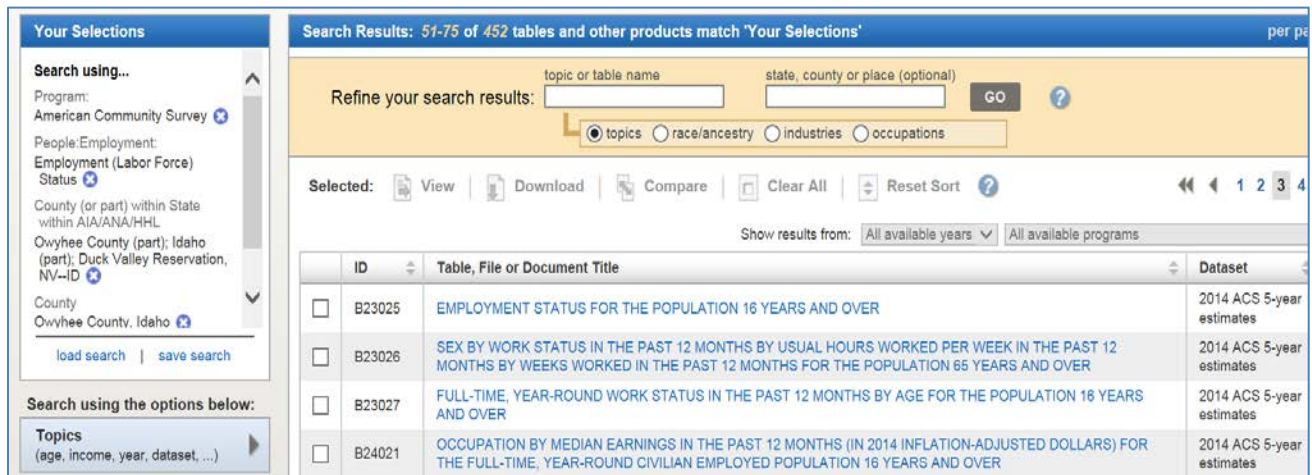 Your Selections
Search using...
Program:
American Community Survey
People:Employment:
Employment (Labor Force)
Status
County (or part) within State
within AIA/ANA/HHL
Owyhee County (part); Idaho
(part); Duck Valley Reservation,
NV--ID
County
Owyhee County, Idaho
load search | save search
Search using the options below:
Topics
(age, income, year, dataset, ...)
Search Results: 51-75 of 452 tables and other products match 'Your Selections'
per pa
topic or table name
state, county or place (optional)
Refine your search results:
GO
?
topics race/ancestry industries occupations
Selected: View | Download | Compare | Clear All | Reset Sort ?
1 2 3 4
Show results from: All available years All available programs
ID Table, File or Document Title Dataset
B23025 EMPLOYMENT STATUS FOR THE POPULATION 16 YEARS AND OVER 2014 ACS 5-year
estimates
B23026 SEX BY WORK STATUS IN THE PAST 12 MONTHS BY USUAL HOURS WORKED PER WEEK IN THE PAST 12 2014 ACS 5-year
MONTHS BY WEEKS WORKED IN THE PAST 12 MONTHS FOR THE POPULATION 65 YEARS AND OVER estimates
B23027 FULL-TIME, YEAR-ROUND WORK STATUS IN THE PAST 12 MONTHS BY AGE FOR THE POPULATION 16 YEARS 2014 ACS 5-year
AND OVER estimates
B24021 OCCUPATION BY MEDIAN EARNINGS IN THE PAST 12 MONTHS (IN 2014 INFLATION-ADJUSTED DOLLARS) FOR 2014 ACS 5-year
THE FULL-TIME, YEAR-ROUND CIVILIAN EMPLOYED POPULATION 16 YEARS AND OVER estimates